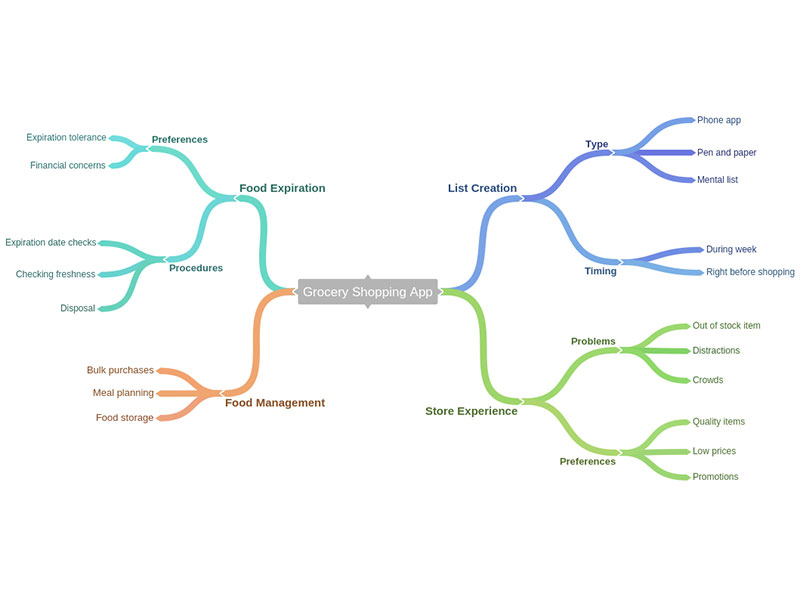 Grocery Shopping App
Food Expiration
Preferences
Expiration tolerance
Financial concerns
Procedures
Expiration date checks
Checking freshness
Disposal
Food Management
Bulk purchases
Meal planning
Food storage
List Creation
Type
Phone app
Pen and paper
Mental list
Timing
During week
Right before shopping
Store Experience
Problems
Out of stock item
Distractions
Crowds
Preferences
Quality items
Low prices
Promotions